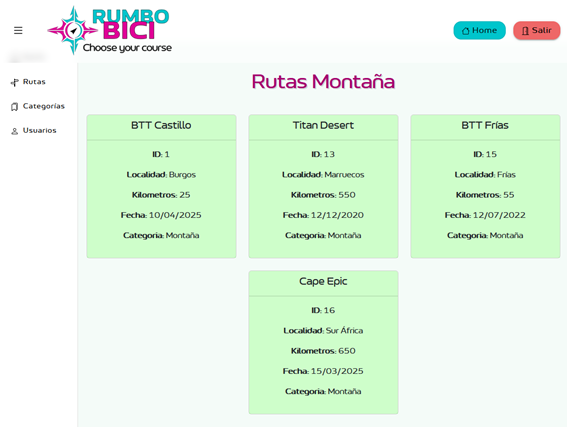 RUMBO
BICI
Choose your course
Home
Salir
Rutas
Categorías
Usuarios
Rutas Montaña
BTT Castillo
ID: 1
Localidad: Burgos
Kilometros: 25
Fecha: 10/04/2025
Categoria: Montaña
Titan Desert
ID: 13
Localidad: Marruecos
Kilometros: 550
Fecha: 12/12/2020
Categoria: Montaña
BTT Frías
ID: 15
Localidad: Frías
Kilometros: 55
Fecha: 12/07/2022
Categoria: Montaña
Cape Epic
ID: 16
Localidad: Sur África
Kilometros: 650
Fecha: 15/03/2025
Categoria: Montaña